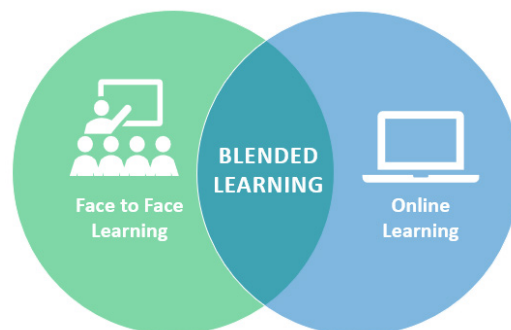 Face to Face
Learning
BLENDED
LEARNING
Online
Learning